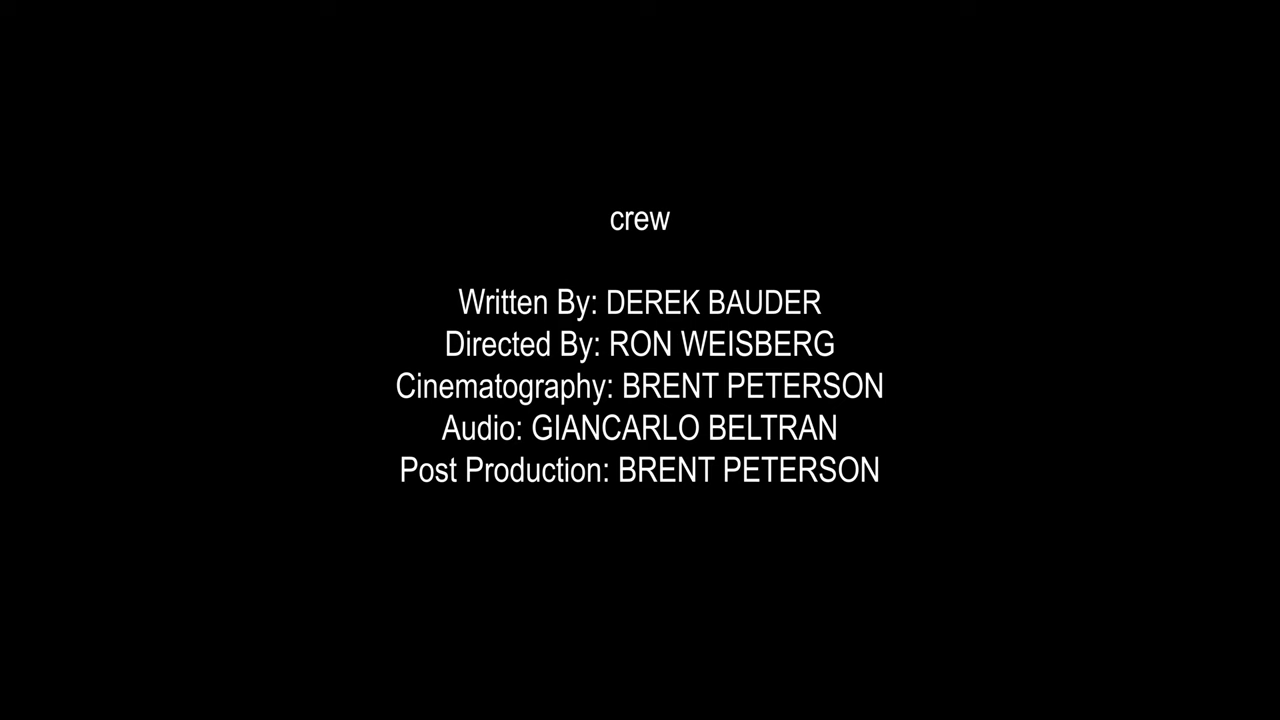 crew
Written By: DEREK BAUDER
Directed By: RON WEISBERG
Cinematography: BRENT PETERSON
Audio: GIANCARLO BELTRAN
Post Production: BRENT PETERSON